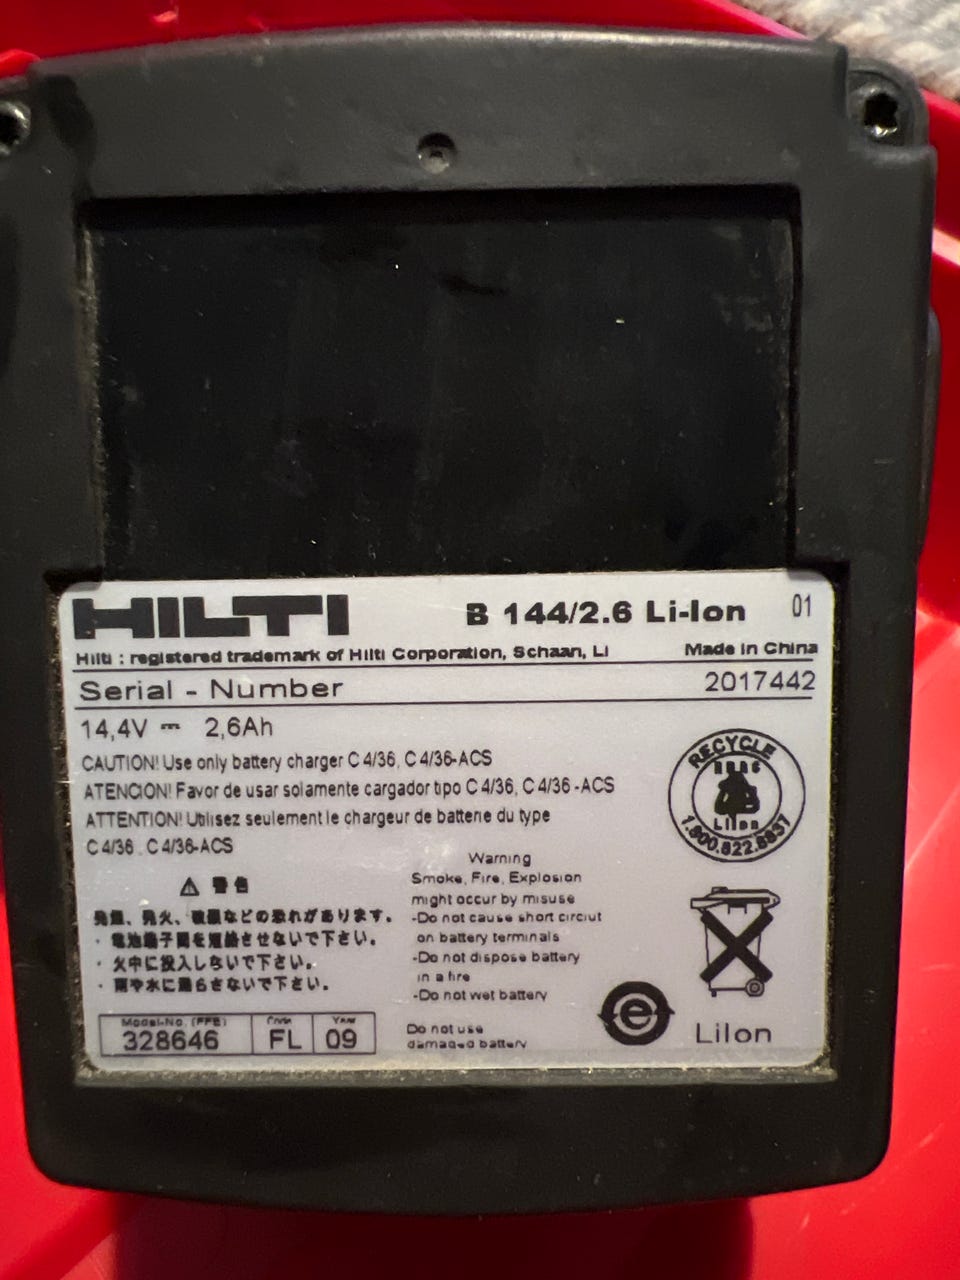 HILTI B 144/2.6 Li-Ion 01
Hilti : registered trademark of Hilti Corporation, Schaan, LI Made in China
Serial - Number 2017442
14,4V ⎓ 2,6Ah
CAUTION! Use only battery charger C 4/36, C 4/36-ACS
ATENCION! Favor de usar solamente cargador tipo C 4/36, C 4/36-ACS
ATTENTION! Utilisez seulement le chargeur de batterie du type
C 4/36 , C 4/36-ACS
RECYCLE
RBRC
Li Ion
1.800.822.8837
⚠ 警告
発煙、発火、破裂などの恐れがあります。
・電池端子間を短絡させないで下さい。
・火中に投入しないで下さい。
・雨や水に濡らさないで下さい。
Warning
Smoke, Fire, Explosion
might occur by misuse
-Do not cause short circiut
on battery terminals
-Do not dispose battery
in a fire
-Do not wet battery
Do not use
damaged battery
Model-No. (PPE) Code Year
328646 FL 09
e
LiIon